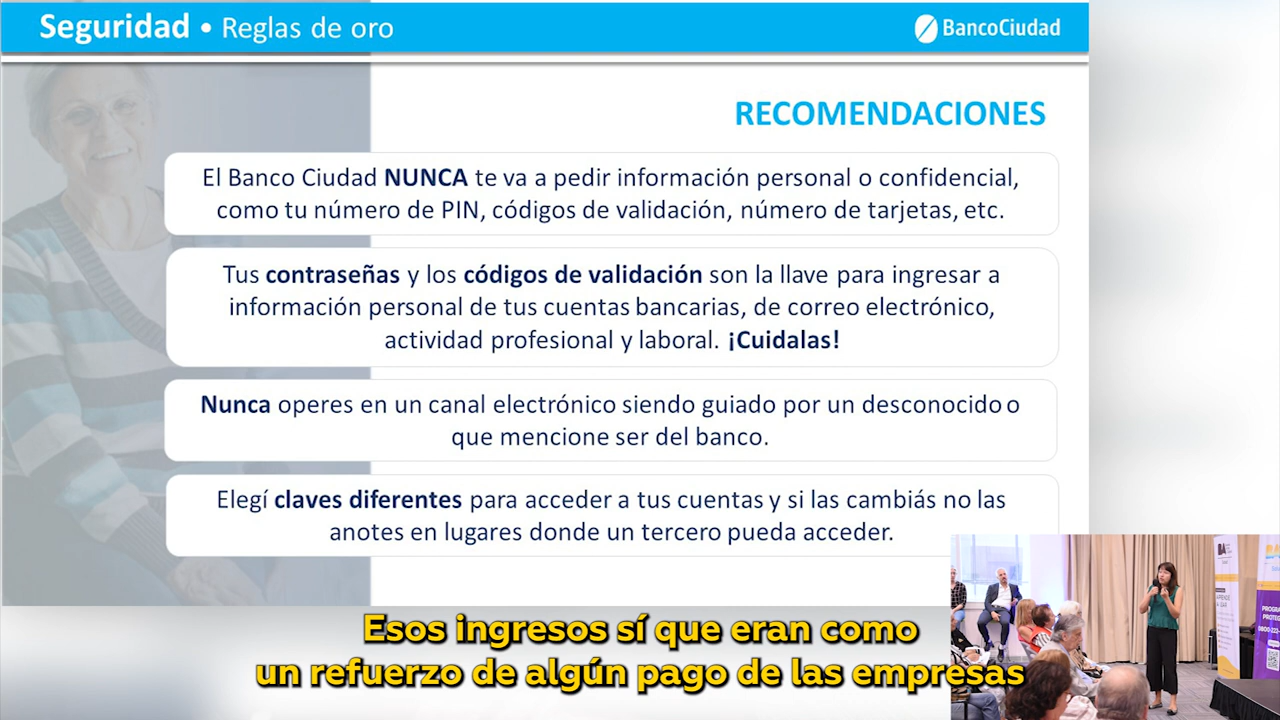 Seguridad • Reglas de oro
BancoCiudad
RECOMENDACIONES
El Banco Ciudad NUNCA te va a pedir información personal o confidencial,
como tu número de PIN, códigos de validación, número de tarjetas, etc.
Tus contraseñas y los códigos de validación son la llave para ingresar a
información personal de tus cuentas bancarias, de correo electrónico,
actividad profesional y laboral. ¡Cuidalas!
Nunca operes en un canal electrónico siendo guiado por un desconocido o
que mencione ser del banco.
Elegí claves diferentes para acceder a tus cuentas y si las cambiás no las
anotes en lugares donde un tercero pueda acceder.
BA
Esos ingresos sí que eran como
un refuerzo de algún pago de las empresas